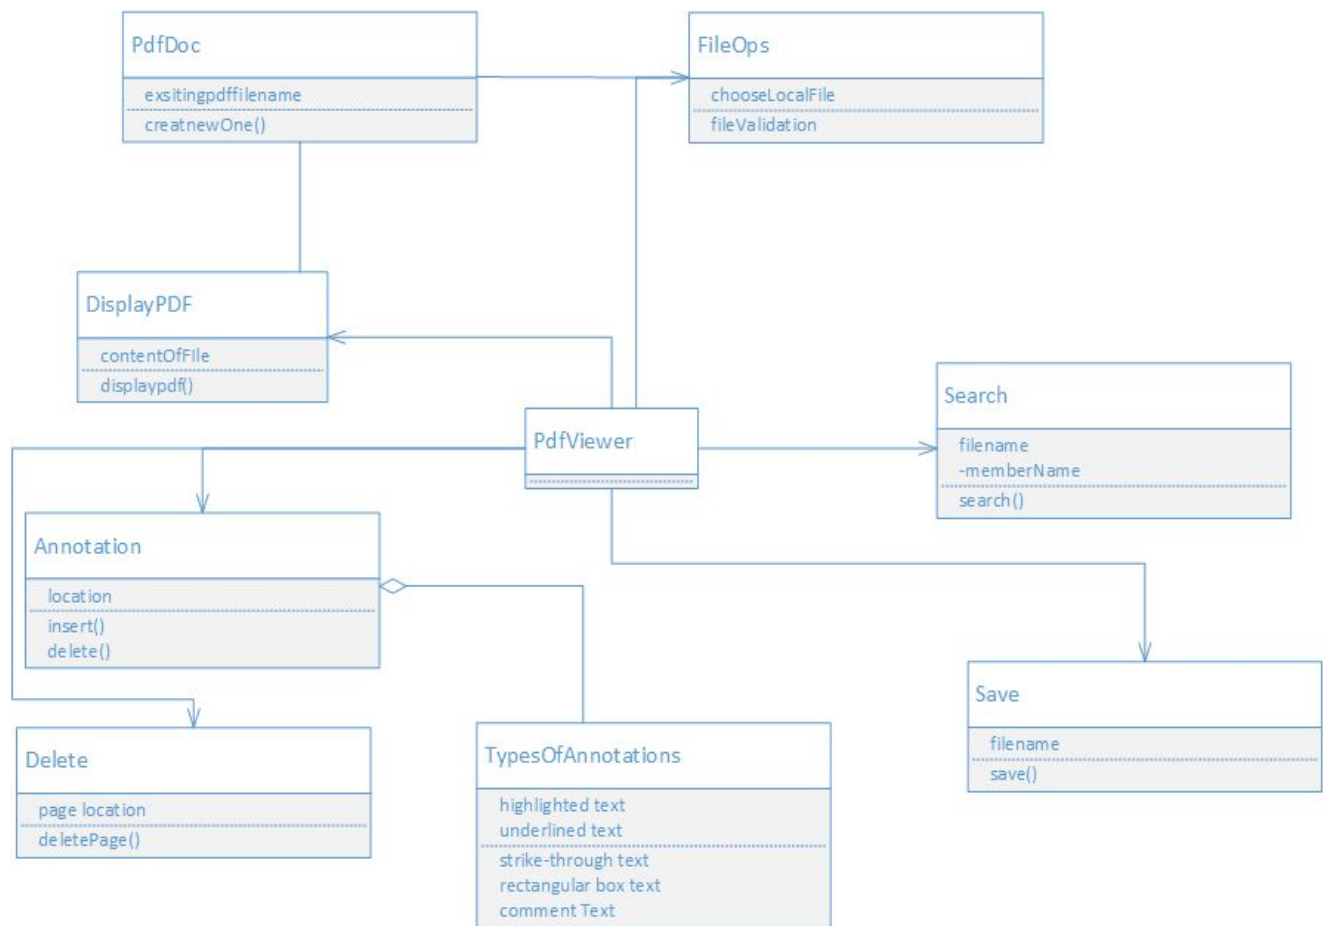 PdfDoc
exsitingpdffilename
creatnewOne()
FileOps
chooseLocalFile
fileValidation
DisplayPDF
contentOfFIle
displaypdf()
PdfViewer
Search
filename
-memberName
search()
Annotation
location
insert()
delete()
Save
filename
save()
Delete
page location
deletePage()
TypesOfAnnotations
highlighted text
underlined text
strike-through text
rectangular box text
comment Text